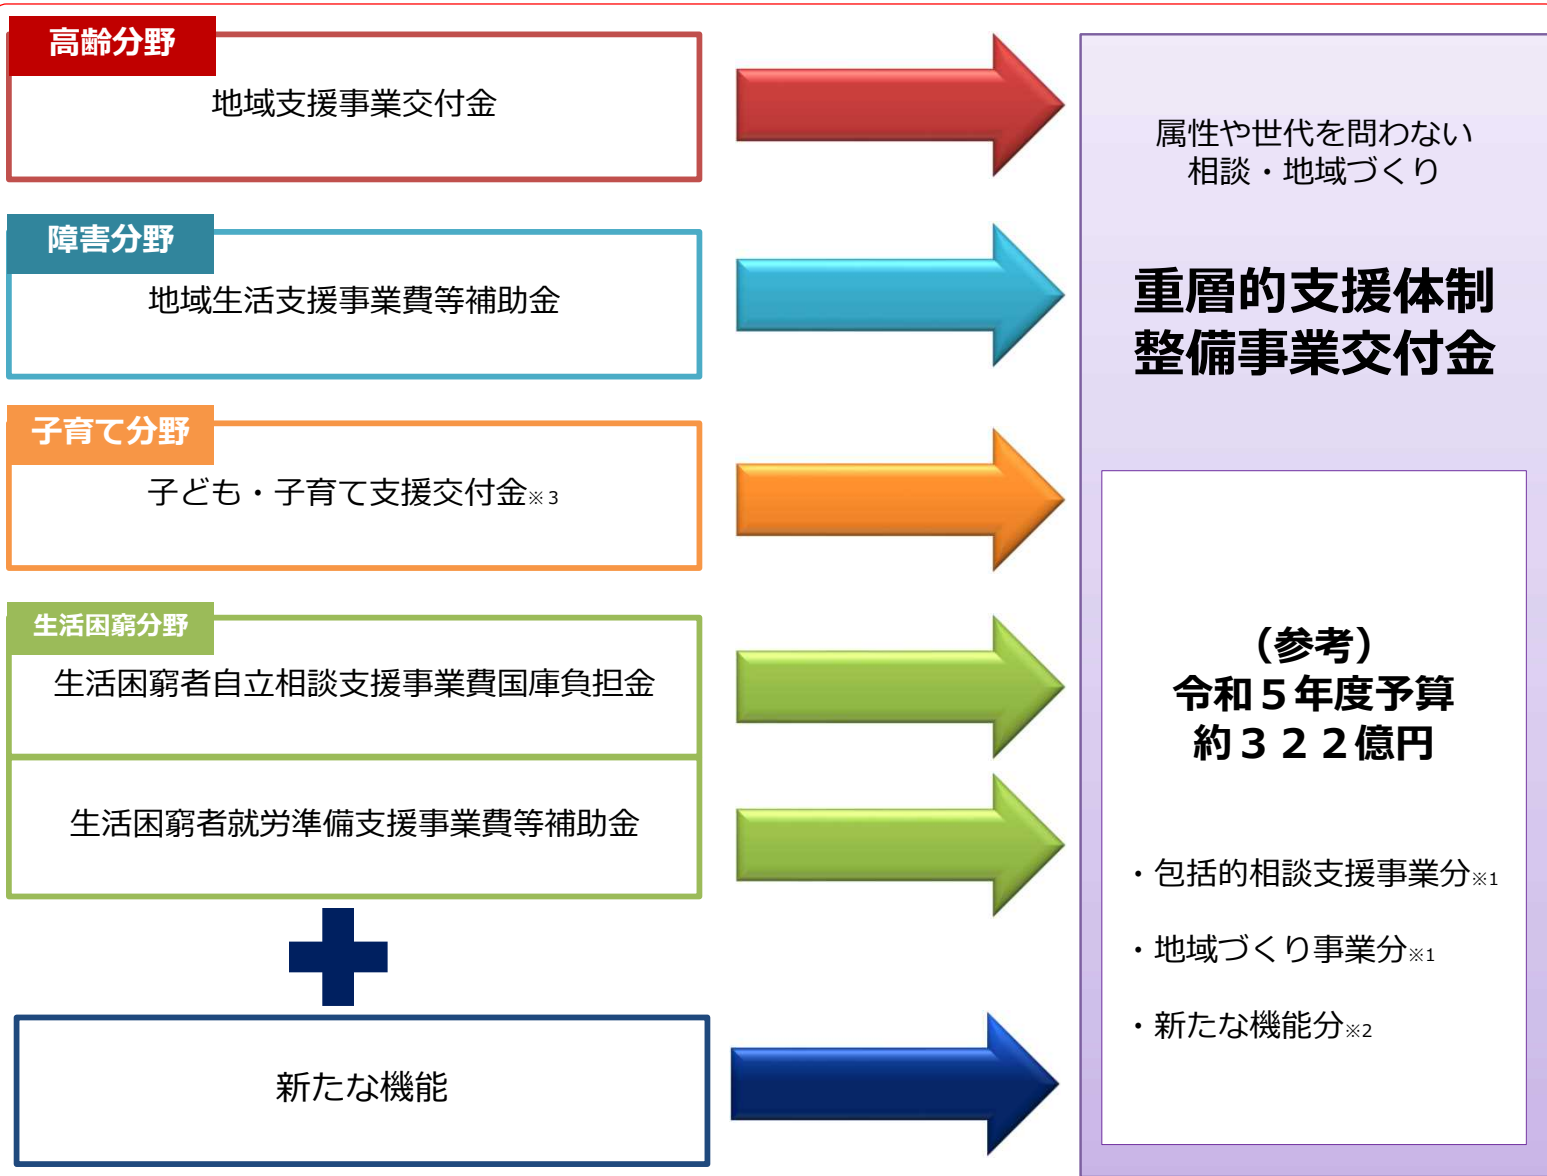 高齢分野
地域支援事業交付金
障害分野
地域生活支援事業費等補助金
子育て分野
子ども・子育て支援交付金※３
生活困窮分野
生活困窮者自立相談支援事業費国庫負担金
生活困窮者就労準備支援事業費等補助金
新たな機能
属性や世代を問わない
相談・地域づくり
重層的支援体制
整備事業交付金
（参考）
令和５年度予算
約３２２億円
・包括的相談支援事業分※1
・地域づくり事業分※1
・新たな機能分※2